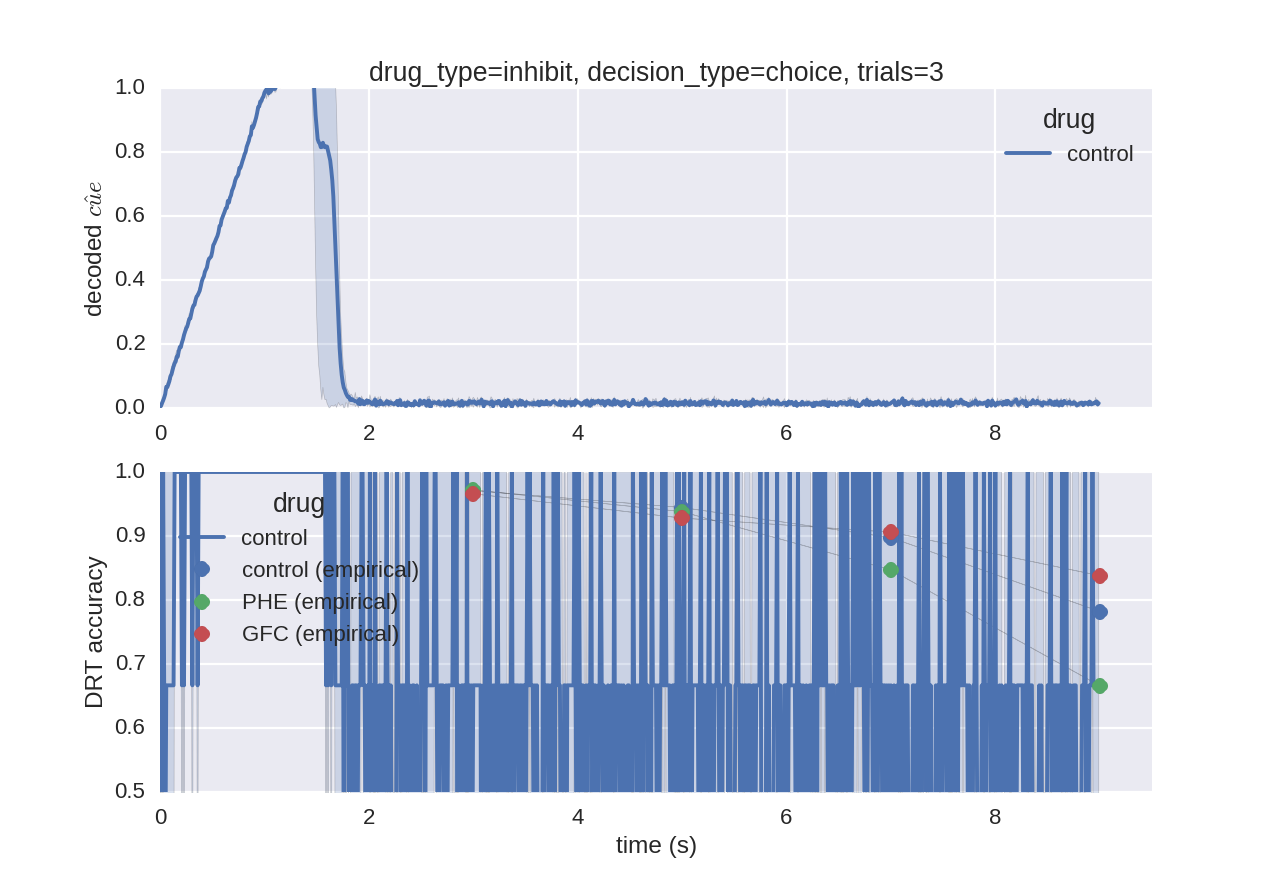 drug_type=inhibit, decision_type=choice, trials=3
1.0
0.8
0.6
0.4
0.2
0.0
decoded cûe
drug
control
0 2 4 6 8
1.0
0.9
0.8
0.7
0.6
0.5
DRT accuracy
drug
control
control (empirical)
PHE (empirical)
GFC (empirical)
0 2 4 6 8
time (s)